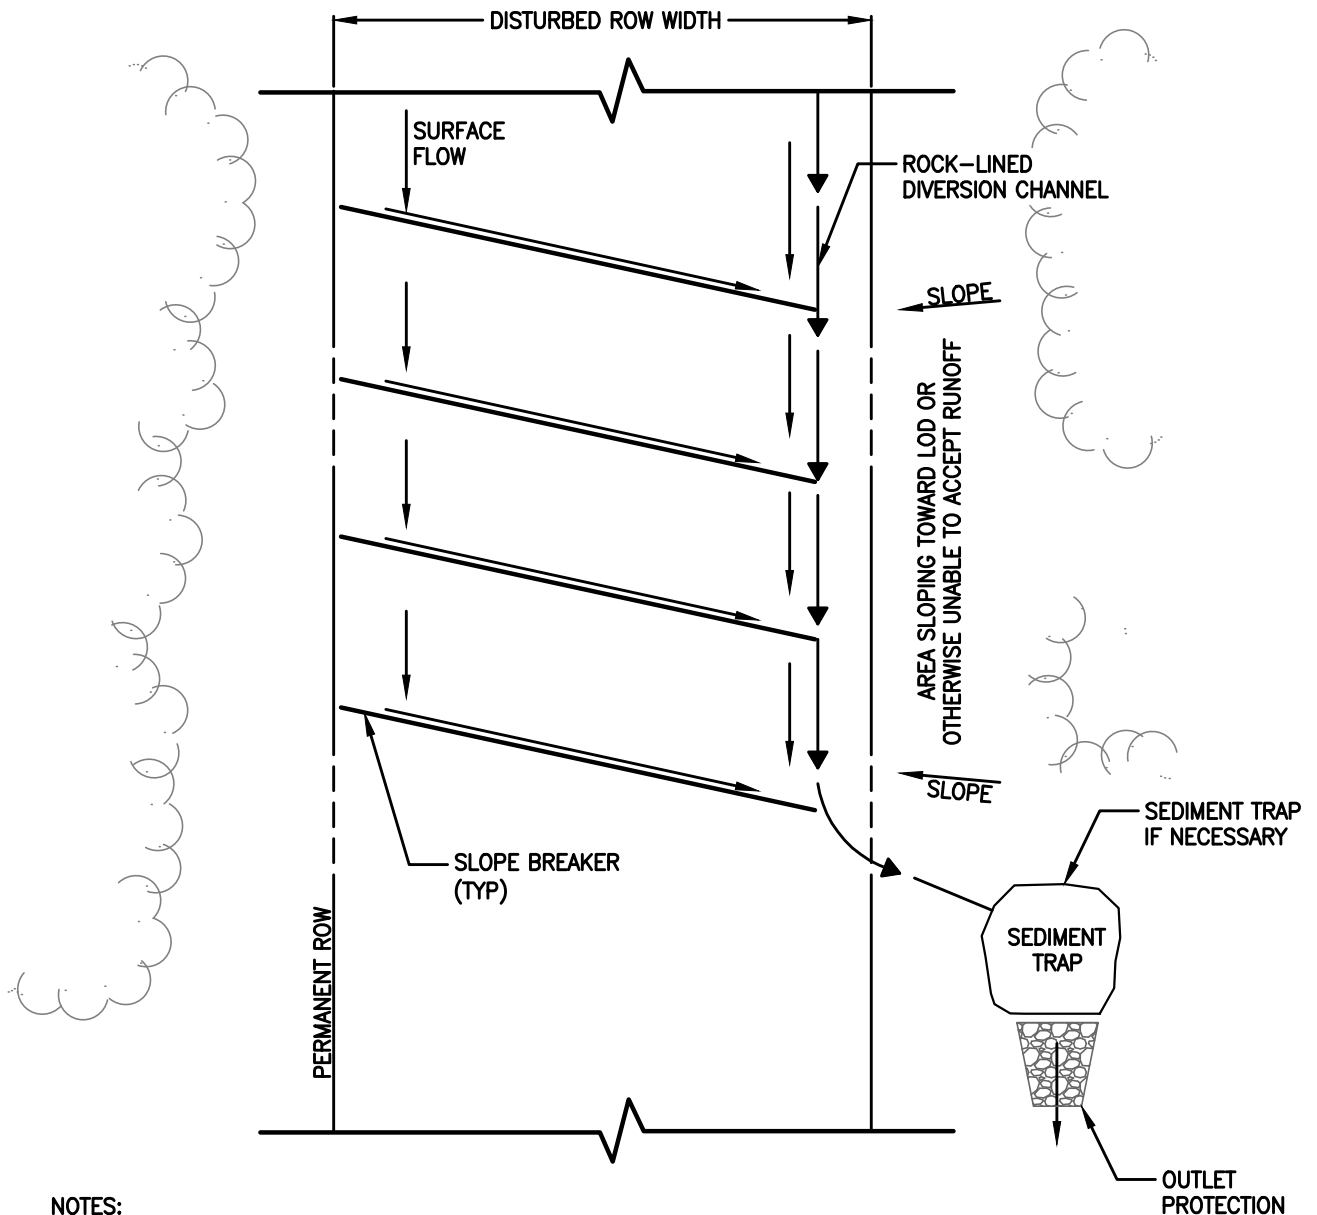 DISTURBED ROW WIDTH
SURFACE
FLOW
ROCK-LINED
DIVERSION CHANNEL
SLOPE
AREA SLOPING TOWARD LOD OR
OTHERWISE UNABLE TO ACCEPT RUNOFF
SLOPE
SEDIMENT TRAP
IF NECESSARY
SLOPE BREAKER
(TYP)
PERMANENT ROW
SEDIMENT
TRAP
OUTLET
PROTECTION
NOTES: